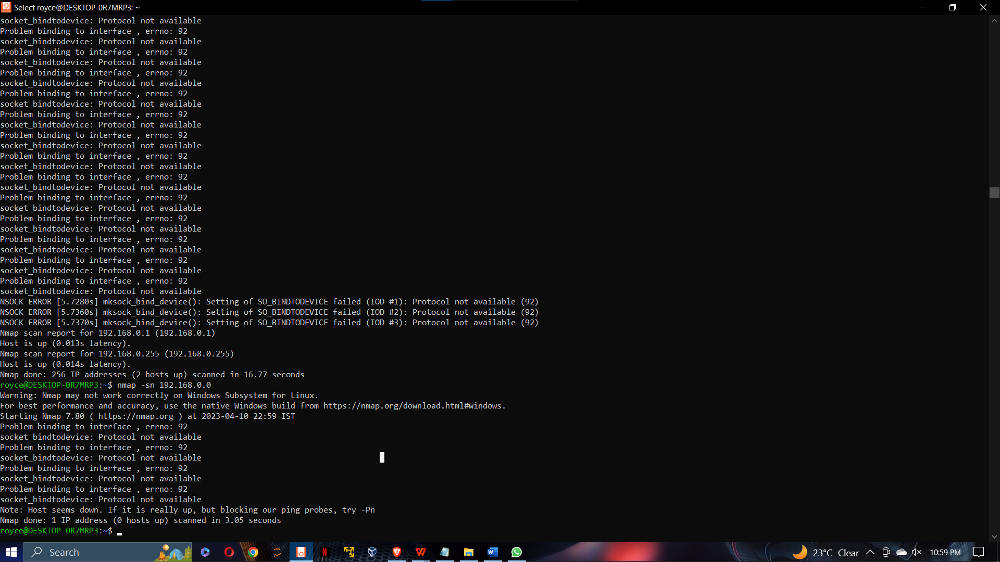 Select royce@DESKTOP-0R7MRP3: ~
socket_bindtodevice: Protocol not available
Problem binding to interface , errno: 92
socket_bindtodevice: Protocol not available
Problem binding to interface , errno: 92
socket_bindtodevice: Protocol not available
Problem binding to interface , errno: 92
socket_bindtodevice: Protocol not available
Problem binding to interface , errno: 92
socket_bindtodevice: Protocol not available
Problem binding to interface , errno: 92
socket_bindtodevice: Protocol not available
Problem binding to interface , errno: 92
socket_bindtodevice: Protocol not available
Problem binding to interface , errno: 92
socket_bindtodevice: Protocol not available
Problem binding to interface , errno: 92
socket_bindtodevice: Protocol not available
Problem binding to interface , errno: 92
socket_bindtodevice: Protocol not available
Problem binding to interface , errno: 92
socket_bindtodevice: Protocol not available
Problem binding to interface , errno: 92
socket_bindtodevice: Protocol not available
Problem binding to interface , errno: 92
socket_bindtodevice: Protocol not available
Problem binding to interface , errno: 92
socket_bindtodevice: Protocol not available
NSOCK ERROR [5.7280s] mksock_bind_device(): Setting of SO_BINDTODEVICE failed (IOD #1): Protocol not available (92)
NSOCK ERROR [5.7360s] mksock_bind_device(): Setting of SO_BINDTODEVICE failed (IOD #2): Protocol not available (92)
NSOCK ERROR [5.7370s] mksock_bind_device(): Setting of SO_BINDTODEVICE failed (IOD #3): Protocol not available (92)
Nmap scan report for 192.168.0.1 (192.168.0.1)
Host is up (0.013s latency).
Nmap scan report for 192.168.0.255 (192.168.0.255)
Host is up (0.014s latency).
Nmap done: 256 IP addresses (2 hosts up) scanned in 16.77 seconds
royce@DESKTOP-0R7MRP3:~$ nmap -sn 192.168.0.0
Warning: Nmap may not work correctly on Windows Subsystem for Linux.
For best performance and accuracy, use the native Windows build from https://nmap.org/download.html#windows.
Starting Nmap 7.80 ( https://nmap.org ) at 2023-04-10 22:59 IST
Problem binding to interface , errno: 92
socket_bindtodevice: Protocol not available
Problem binding to interface , errno: 92
socket_bindtodevice: Protocol not available
Problem binding to interface , errno: 92
socket_bindtodevice: Protocol not available
Problem binding to interface , errno: 92
socket_bindtodevice: Protocol not available
Note: Host seems down. If it is really up, but blocking our ping probes, try -Pn
Nmap done: 1 IP address (0 hosts up) scanned in 3.05 seconds
royce@DESKTOP-0R7MRP3:~$
Search 23°C Clear 10:59 PM